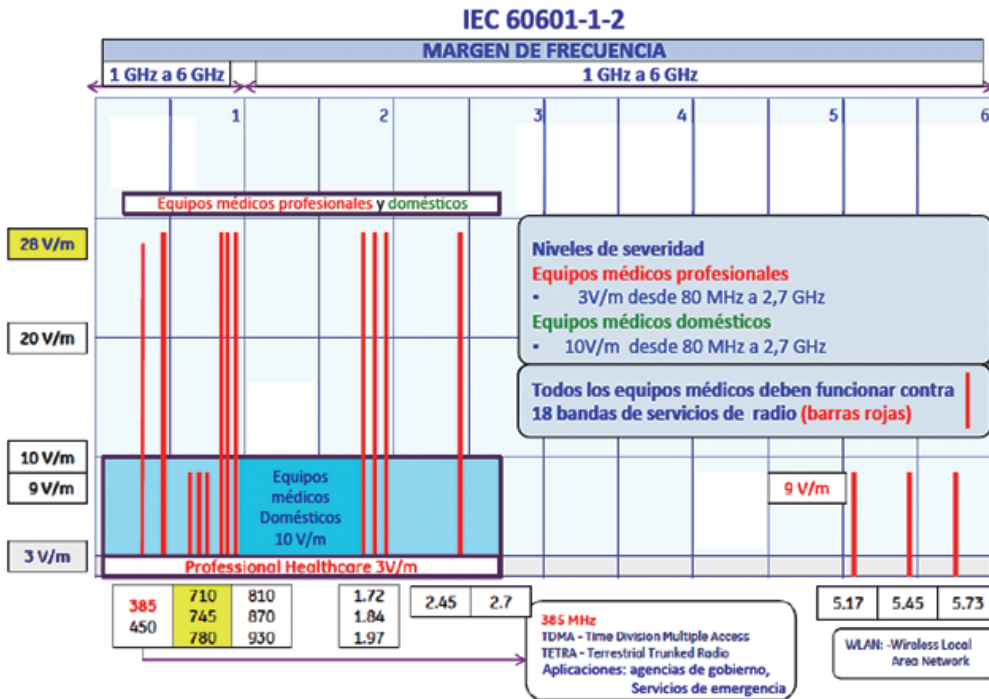 IEC 60601-1-2
MARGEN DE FRECUENCIA
1 GHz a 6 GHz
1 GHz a 6 GHz
1
2
3
4
5
6
Equipos médicos profesionales y domésticos
28 V/m
20 V/m
10 V/m
9 V/m
3 V/m
Niveles de severidad
Equipos médicos profesionales
• 3V/m desde 80 MHz a 2,7 GHz
Equipos médicos domésticos
• 10V/m desde 80 MHz a 2,7 GHz
Todos los equipos médicos deben funcionar contra
18 bandas de servicios de radio (barras rojas)
Equipos
médicos
Domésticos
10 V/m
9 V/m
Professional Healthcare 3V/m
385
450
710
745
780
810
870
930
1.72
1.84
1.97
2.45
2.7
5.17
5.45
5.73
385 MHz
TDMA - Time Division Multiple Access
TETRA - Terrestrial Trunked Radio
Aplicaciones: agencias de gobierno,
Servicios de emergencia
WLAN: -Wireless Local
Area Network